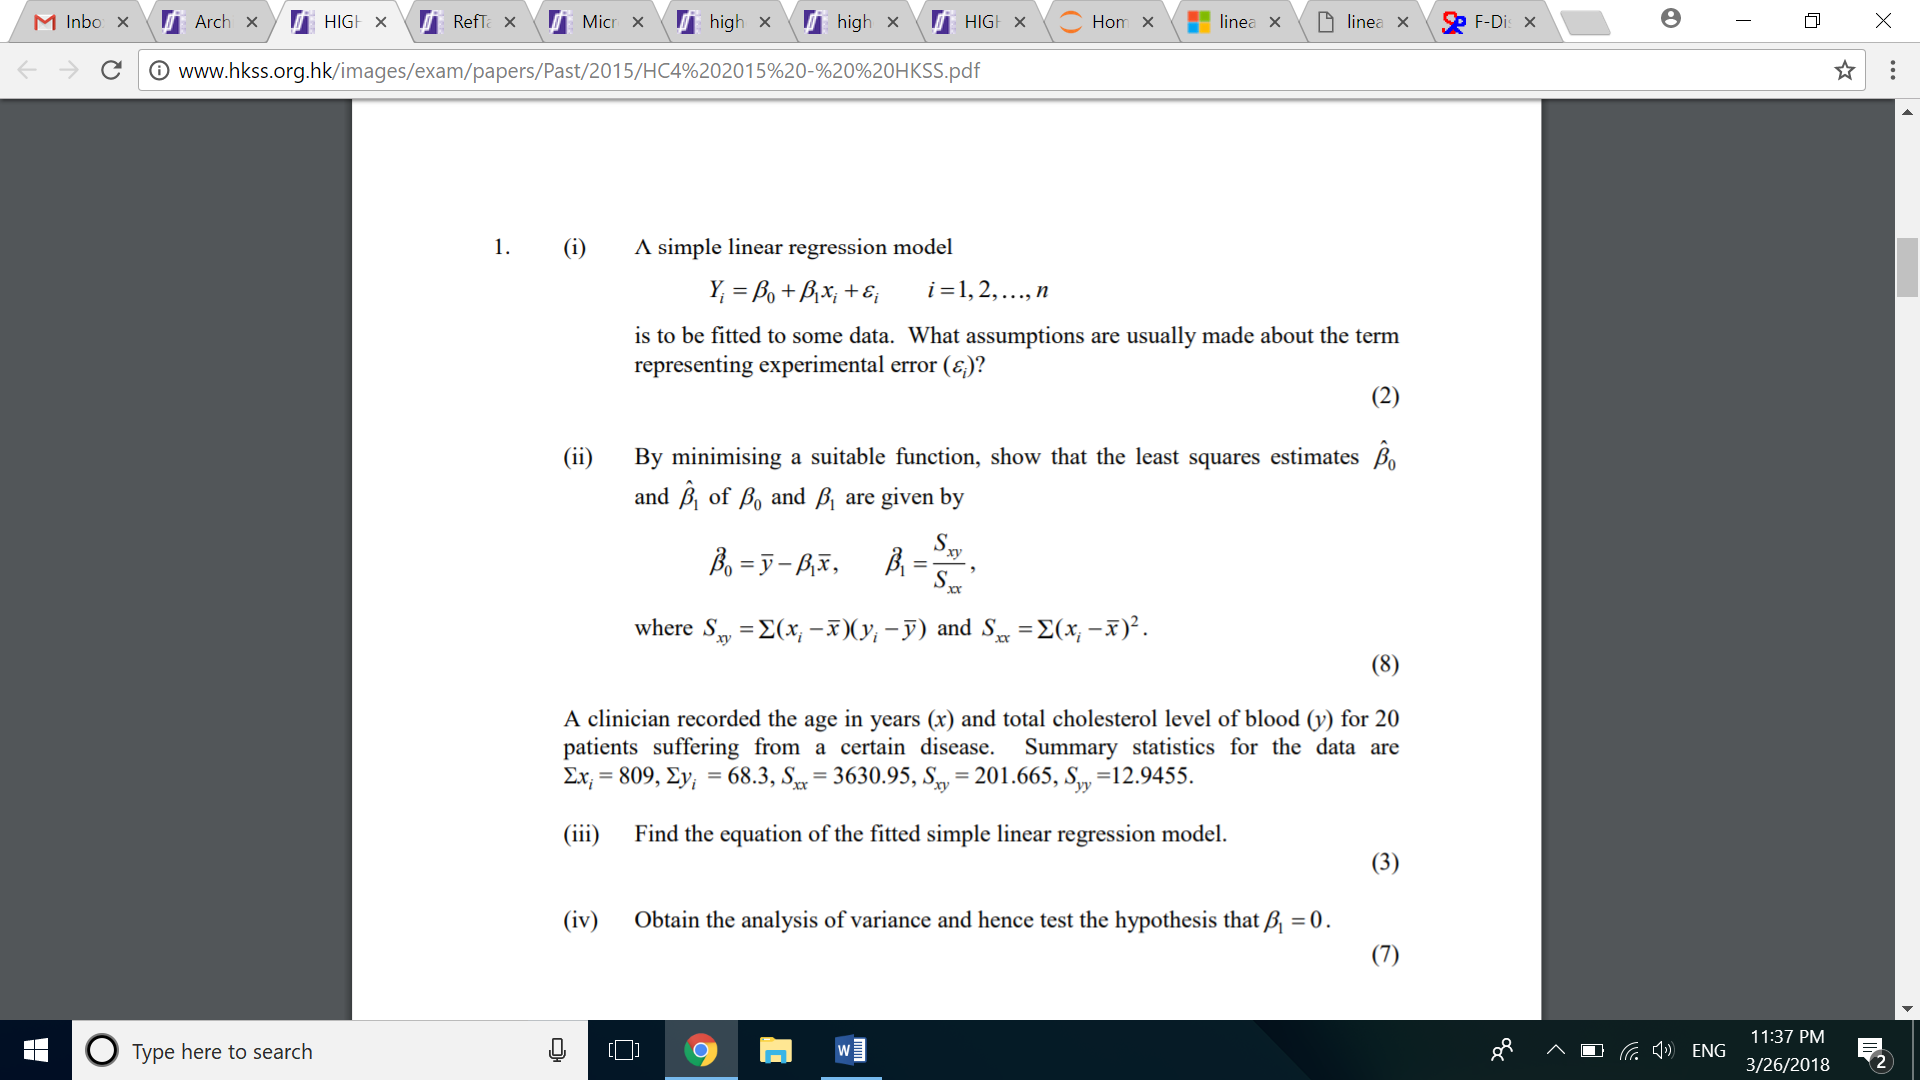 Inbo Arch HIGH RefTa Micr high high HIGH Hom linea linea F-Dis
www.hkss.org.hk/images/exam/papers/Past/2015/HC4%202015%20-%20%20HKSS.pdf
1. (i) A simple linear regression model
Yᵢ = β₀ + β₁xᵢ + εᵢ i = 1, 2, ..., n
is to be fitted to some data. What assumptions are usually made about the term
representing experimental error (εᵢ)?
(2)
(ii) By minimising a suitable function, show that the least squares estimates β̂₀
and β̂₁ of β₀ and β₁ are given by
β̂₀ = ȳ − β₁x̄, β̂₁ = Sxy / Sxx ,
where Sxy = Σ(xᵢ − x̄)(yᵢ − ȳ) and Sxx = Σ(xᵢ − x̄)².
(8)
A clinician recorded the age in years (x) and total cholesterol level of blood (y) for 20
patients suffering from a certain disease. Summary statistics for the data are
Σxᵢ = 809, Σyᵢ = 68.3, Sxx = 3630.95, Sxy = 201.665, Syy =12.9455.
(iii) Find the equation of the fitted simple linear regression model.
(3)
(iv) Obtain the analysis of variance and hence test the hypothesis that β₁ = 0.
(7)
Type here to search
W
ENG
11:37 PM
3/26/2018
2